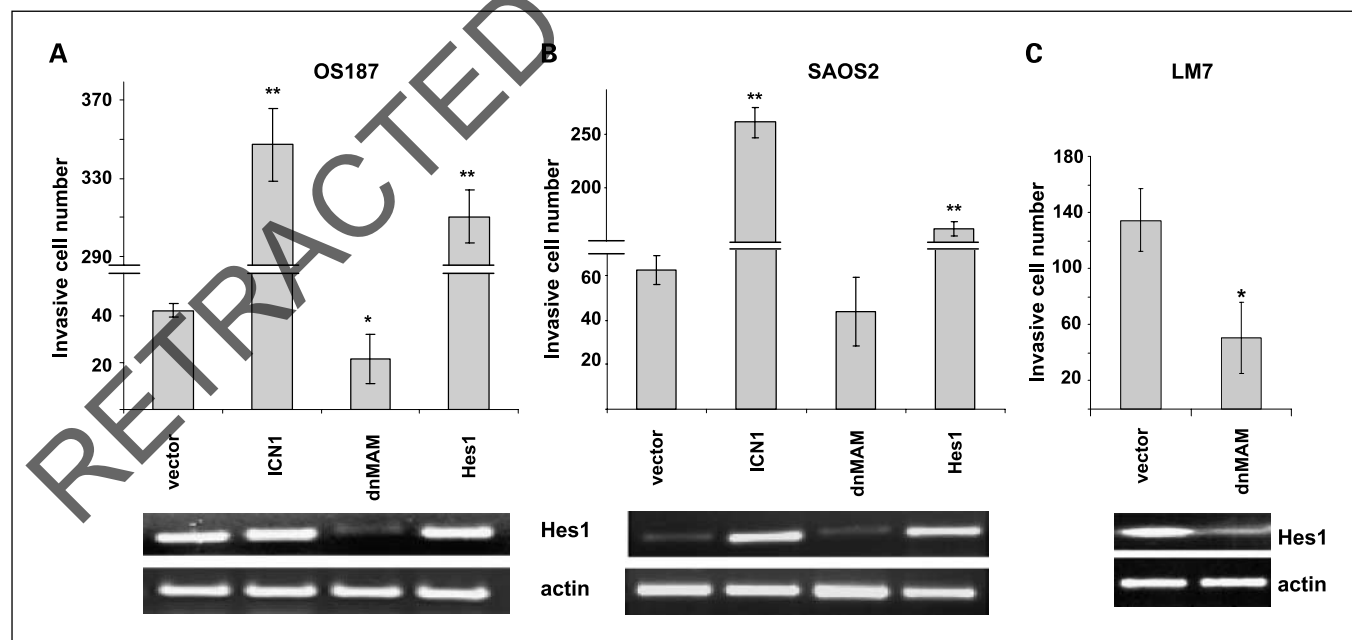 RETRACTED
A
OS187
Invasive cell number
370
**
330
**
290
40
*
20
vector
ICN1
dnMAM
Hes1
B
SAOS2
Invasive cell number
250
**
200
**
60
40
20
vector
ICN1
dnMAM
Hes1
C
LM7
Invasive cell number
180
140
100
60
*
20
vector
dnMAM
Hes1
actin
Hes1
actin